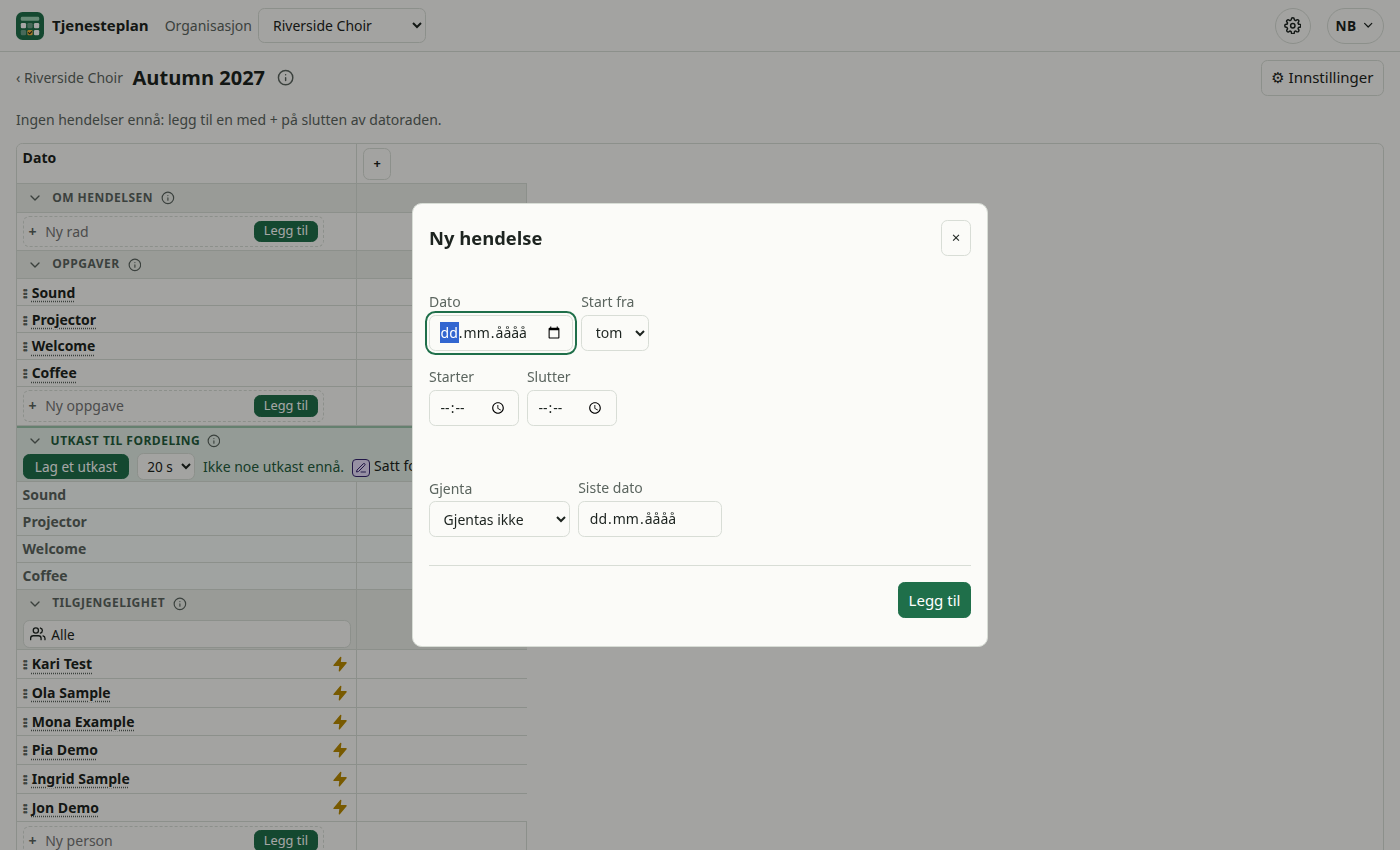 Tjenesteplan Organisasjon Riverside Choir NB
‹ Riverside Choir Autumn 2027 ⚙ Innstillinger
Ingen hendelser ennå: legg til en med + på slutten av datoraden.
Dato +
OM HENDELSEN
+ Ny rad Legg til
OPPGAVER
Sound
Projector
Welcome
Coffee
+ Ny oppgave Legg til
UTKAST TIL FORDELING
Lag et utkast 20 s Ikke noe utkast ennå. Satt fo
Sound
Projector
Welcome
Coffee
TILGJENGELIGHET
Alle
Kari Test
Ola Sample
Mona Example
Pia Demo
Ingrid Sample
Jon Demo
+ Ny person Legg til
Ny hendelse ×
Dato Start fra
dd.mm.åååå tom
Starter Slutter
--:-- --:--
Gjenta Siste dato
Gjentas ikke dd.mm.åååå
Legg til